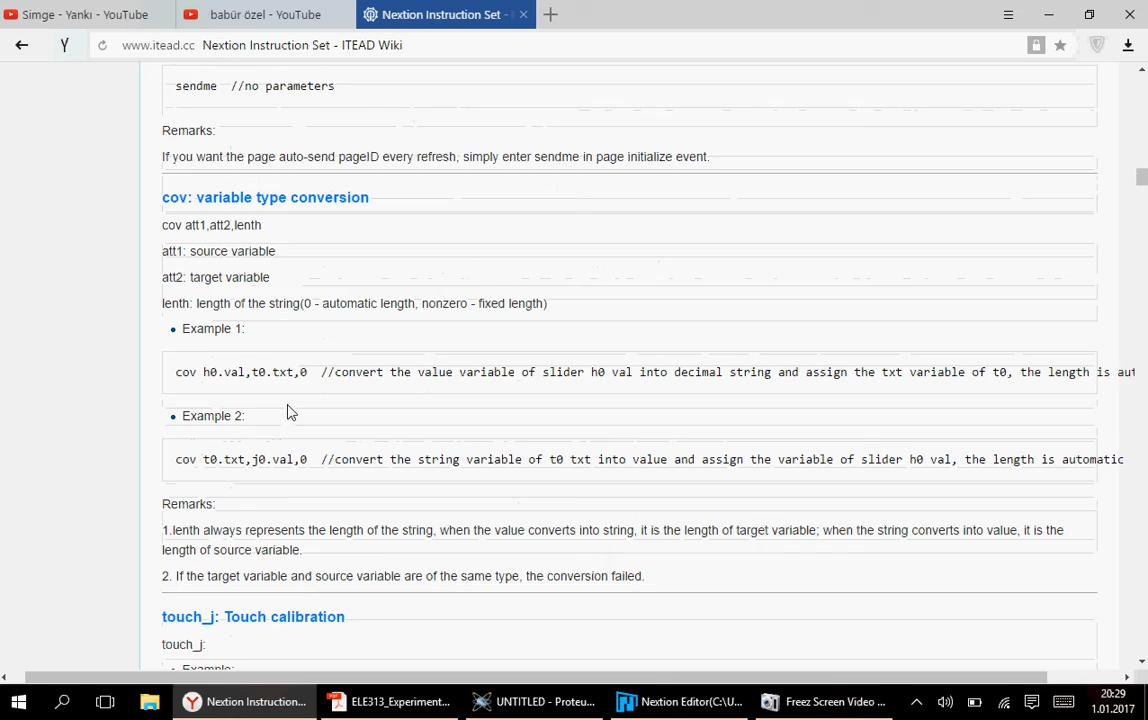 Simge - Yankı - YouTube
babür özel - YouTube
Nextion Instruction Set -
www.itead.cc Nextion Instruction Set - ITEAD Wiki
sendme //no parameters
Remarks:
If you want the page auto-send pageID every refresh, simply enter sendme in page initialize event.
cov: variable type conversion
cov att1,att2,lenth
att1: source variable
att2: target variable
lenth: length of the string(0 - automatic length, nonzero - fixed length)
Example 1:
cov h0.val,t0.txt,0 //convert the value variable of slider h0 val into decimal string and assign the txt variable of t0, the length is aut
Example 2:
cov t0.txt,j0.val,0 //convert the string variable of t0 txt into value and assign the variable of slider h0 val, the length is automatic
Remarks:
1.lenth always represents the length of the string, when the value converts into string, it is the length of target variable; when the string converts into value, it is the
length of source variable.
2. If the target variable and source variable are of the same type, the conversion failed.
touch_j: Touch calibration
touch_j:
Example:
Nextion Instruction...
ELE313_Experiment...
UNTITLED - Proteu...
Nextion Editor(C:\U...
Freez Screen Video ...
20:29
1.01.2017